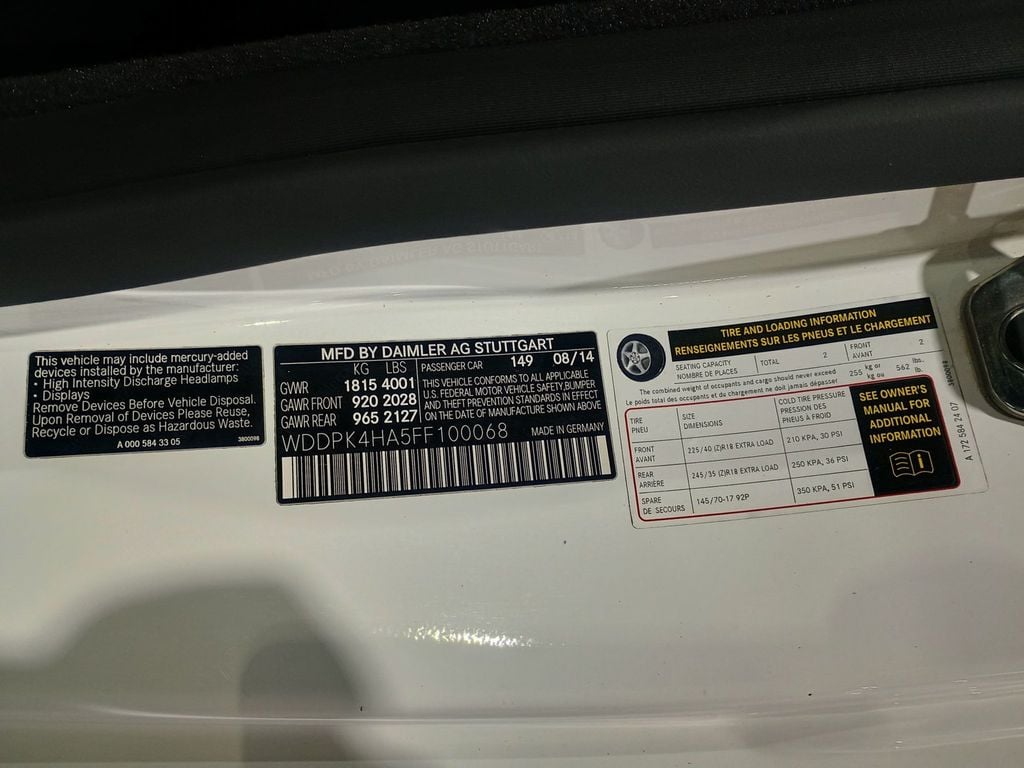 This vehicle may include mercury-added
devices installed by the manufacturer:
• High Intensity Discharge Headlamps
• Displays
Remove Devices Before Vehicle Disposal.
Upon Removal of Devices Please Reuse,
Recycle or Dispose as Hazardous Waste.
A 000 584 33 05
3800098
MFD BY DAIMLER AG STUTTGART
KG LBS PASSENGER CAR 149 08/14
GVWR 1815 4001
GAWR FRONT 920 2028
GAWR REAR 965 2127
THIS VEHICLE CONFORMS TO ALL APPLICABLE
U.S. FEDERAL MOTOR VEHICLE SAFETY,BUMPER
AND THEFT PREVENTION STANDARDS IN EFFECT
ON THE DATE OF MANUFACTURE SHOWN ABOVE
WDDPK4HA5FF100068 MADE IN GERMANY
TIRE AND LOADING INFORMATION
RENSEIGNEMENTS SUR LES PNEUS ET LE CHARGEMENT
SEATING CAPACITY
NOMBRE DE PLACES
TOTAL 2
FRONT
AVANT
2
The combined weight of occupants and cargo should never exceed
Le poids total des occupants et du chargement ne doit jamais dépasser
255 kg or
kg ou
562 lbs.
lb.
TIRE
PNEU
SIZE
DIMENSIONS
COLD TIRE PRESSURE
PRESSION DES
PNEUS À FROID
FRONT
AVANT
225/40 (Z)R18 EXTRA LOAD
210 KPA, 30 PSI
REAR
ARRIÈRE
245/35 (Z)R18 EXTRA LOAD
250 KPA, 36 PSI
SPARE
DE SECOURS
145/70-17 92P
350 KPA, 51 PSI
SEE OWNER'S
MANUAL FOR
ADDITIONAL
INFORMATION
A 172 584 24 07